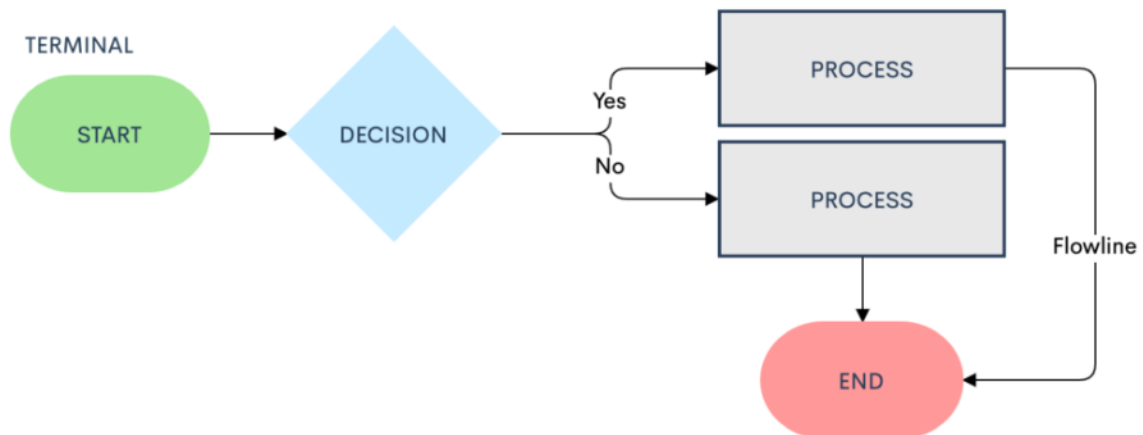 TERMINAL
START
DECISION
Yes
No
PROCESS
PROCESS
Flowline
END